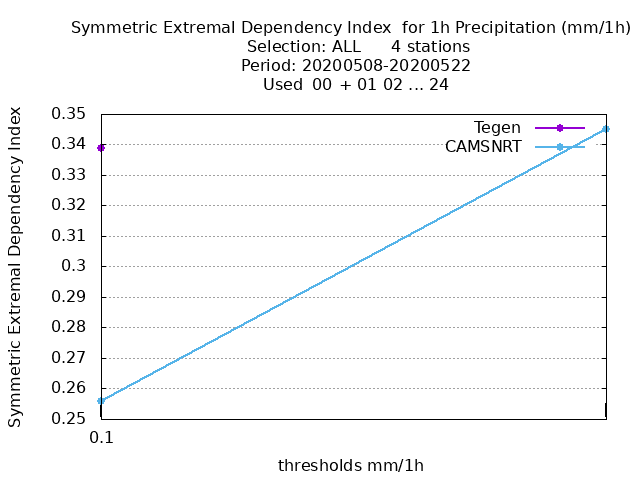 Symmetric Extremal Dependency Index  for 1h Precipitation (mm/1h)
Selection: ALL      4 stations
Period: 20200508-20200522
Used  00 + 01 02 ... 24
Symmetric Extremal Dependency Index
0.35
0.34
0.33
0.32
0.31
0.3
0.29
0.28
0.27
0.26
0.25
Tegen
CAMSNRT
0.1
thresholds mm/1h